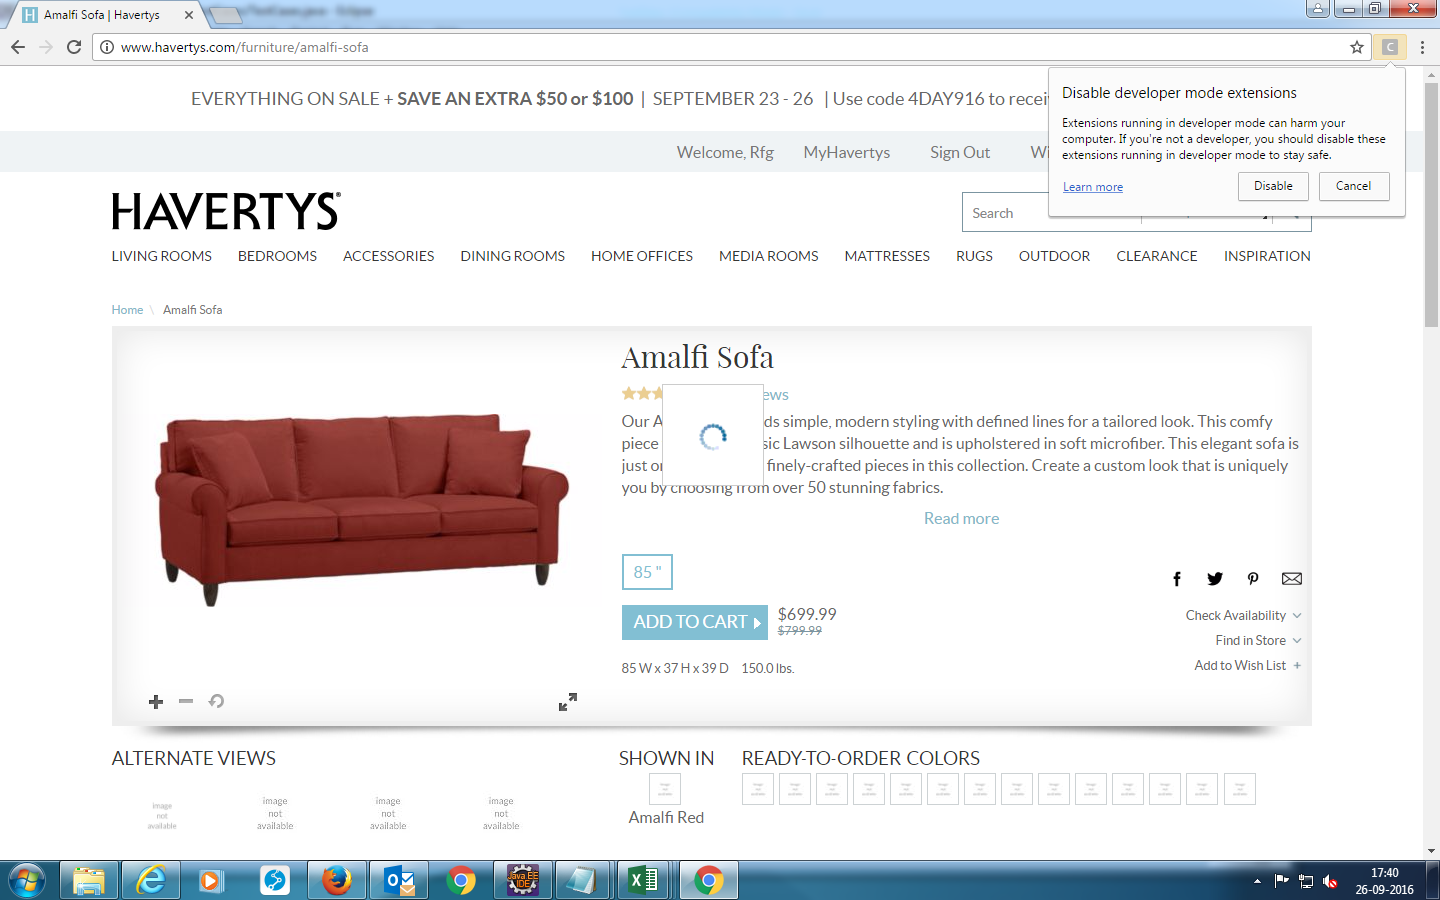 Amalfi Sofa | Havertys
www.havertys.com/furniture/amalfi-sofa
C
Disable developer mode extensions
Extensions running in developer mode can harm your
computer. If you're not a developer, you should disable these
extensions running in developer mode to stay safe.
Learn more
Disable
Cancel
EVERYTHING ON SALE + SAVE AN EXTRA $50 or $100 | SEPTEMBER 23 - 26 | Use code 4DAY916 to recei
Welcome, Rfg MyHavertys Sign Out
HAVERTYS®
Search
LIVING ROOMS BEDROOMS ACCESSORIES DINING ROOMS HOME OFFICES MEDIA ROOMS MATTRESSES RUGS OUTDOOR CLEARANCE INSPIRATION
Home \ Amalfi Sofa
Amalfi Sofa
ews
Our A ds simple, modern styling with defined lines for a tailored look. This comfy
piece sic Lawson silhouette and is upholstered in soft microfiber. This elegant sofa is
just o finely-crafted pieces in this collection. Create a custom look that is uniquely
you by choosing from over 50 stunning fabrics.
Read more
85 "
ADD TO CART
$699.99
$799.99
85 W x 37 H x 39 D 150.0 lbs.
Check Availability
Find in Store
Add to Wish List +
ALTERNATE VIEWS
SHOWN IN
READY-TO-ORDER COLORS
image
not
available
image
not
available
image
not
available
image
not
available
Amalfi Red
Java EE
IDE
17:40
26-09-2016